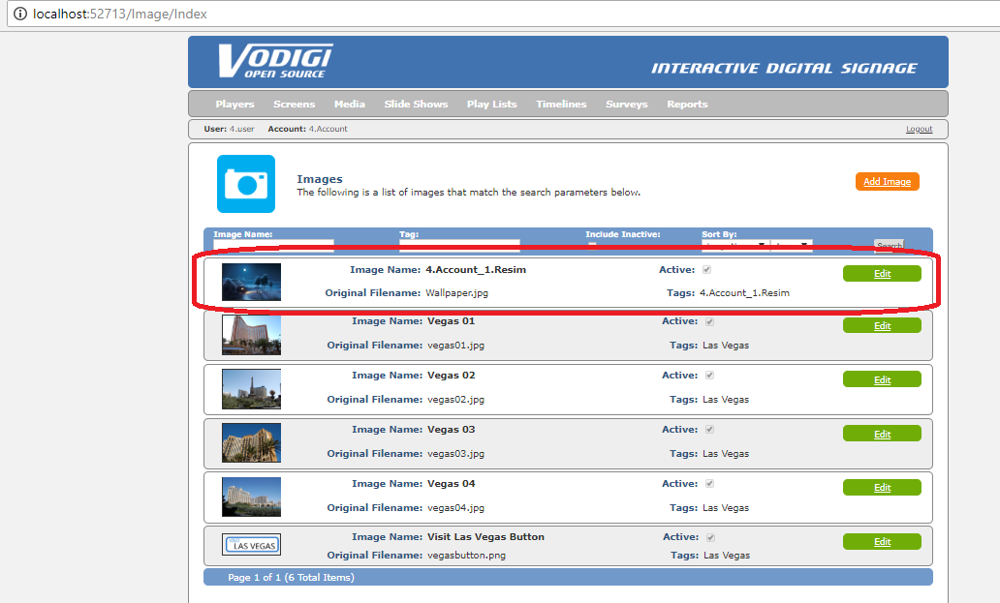 localhost:52713/Image/Index
VODIGI
OPEN SOURCE
INTERACTIVE DIGITAL SIGNAGE
Players Screens Media Slide Shows Play Lists Timelines Surveys Reports
User: 4.user Account: 4.Account Logout
Images
The following is a list of images that match the search parameters below.
Add Image
Image Name: Tag: Include Inactive: Sort By:
Search
Image Name: 4.Account_1.Resim Active: Edit
Original Filename: Wallpaper.jpg Tags: 4.Account_1.Resim
Image Name: Vegas 01 Active: Edit
Original Filename: vegas01.jpg Tags: Las Vegas
Image Name: Vegas 02 Active: Edit
Original Filename: vegas02.jpg Tags: Las Vegas
Image Name: Vegas 03 Active: Edit
Original Filename: vegas03.jpg Tags: Las Vegas
Image Name: Vegas 04 Active: Edit
Original Filename: vegas04.jpg Tags: Las Vegas
Image Name: Visit Las Vegas Button Active: Edit
LAS VEGAS
Original Filename: vegasbutton.png Tags: Las Vegas
Page 1 of 1 (6 Total Items)